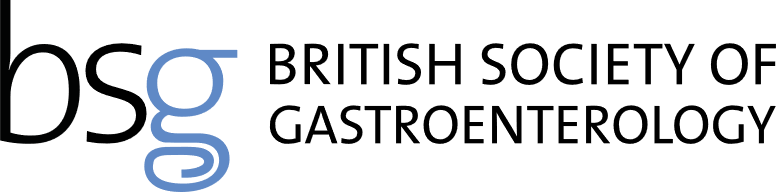 bsg
BRITISH SOCIETY OF
GASTROENTEROLOGY